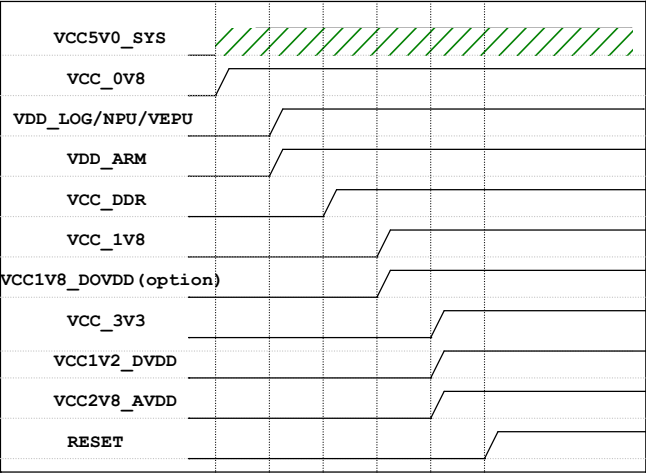 VCC5V0_SYS
VCC_0V8
VDD_LOG/NPU/VEPU
VDD_ARM
VCC_DDR
VCC_1V8
VCC1V8_DOVDD(option)
VCC_3V3
VCC1V2_DVDD
VCC2V8_AVDD
RESET